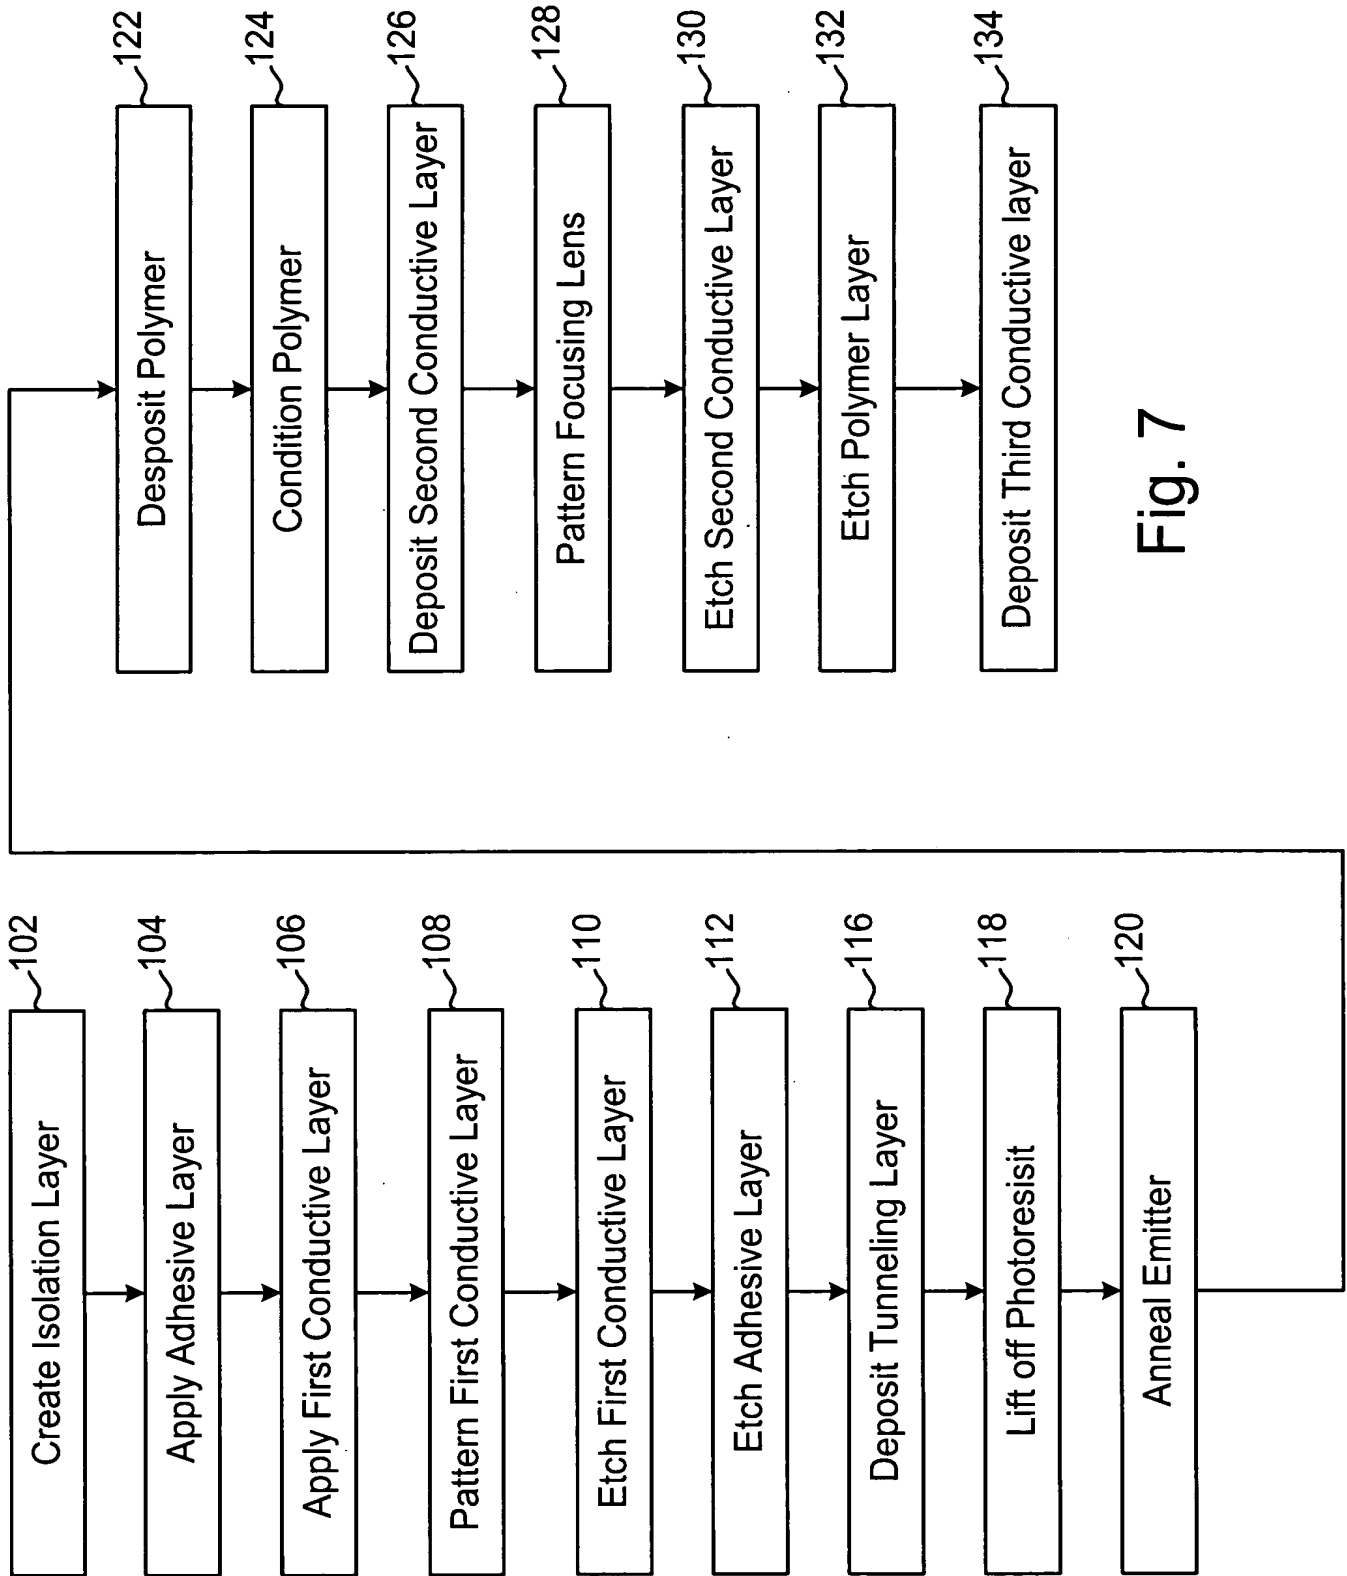 Create Isolation Layer
102
Apply Adhesive Layer
104
Apply First Conductive Layer
106
Pattern First Conductive Layer
108
Etch First Conductive Layer
110
Etch Adhesive Layer
112
Deposit Tunneling Layer
116
Lift off Photoresisit
118
Anneal Emitter
120
Desposit Polymer
122
Condition Polymer
124
Deposit Second Conductive Layer
126
Pattern Focusing Lens
128
Etch Second Conductive Layer
130
Etch Polymer Layer
132
Deposit Third Conductive layer
134
Fig. 7